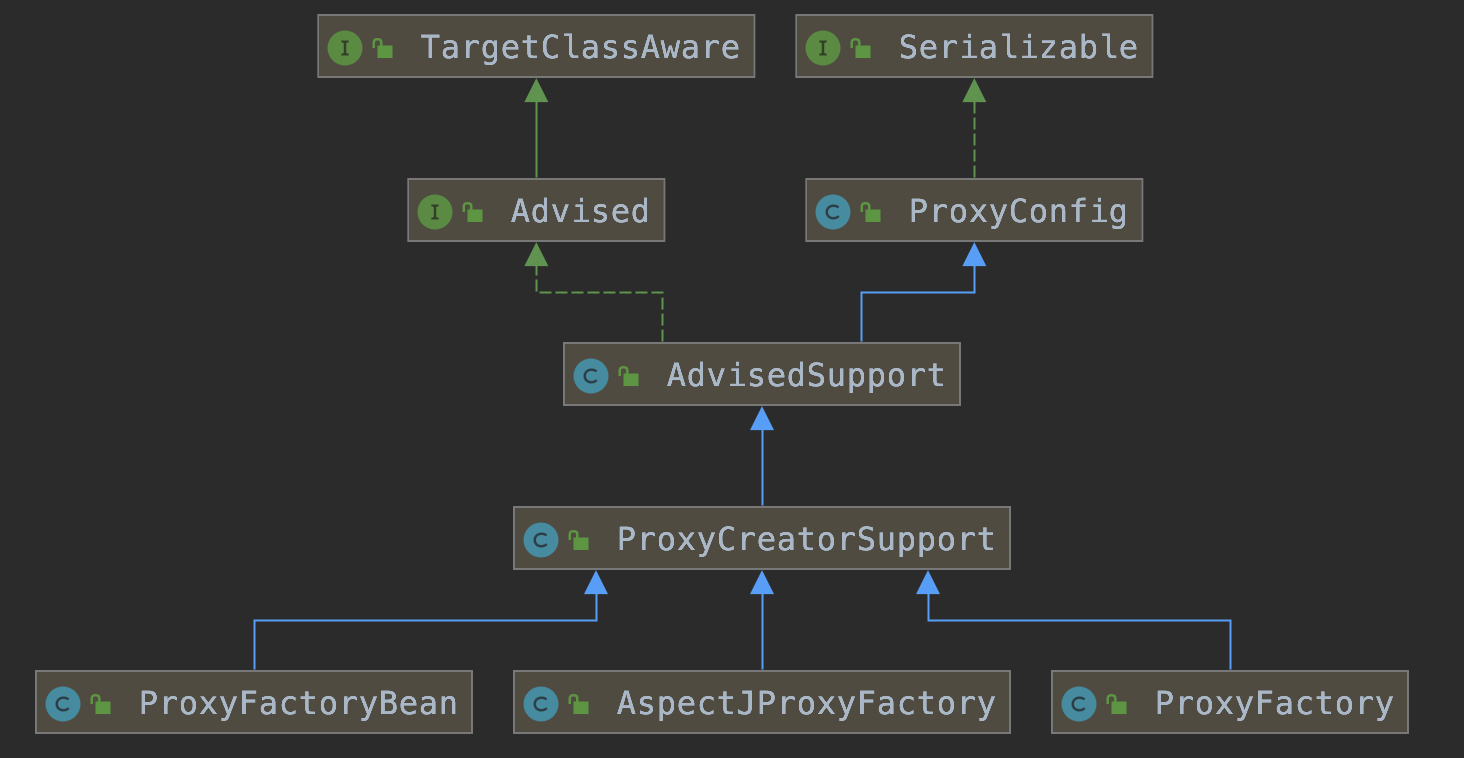 I TargetClassAware
I Serializable
I Advised
C ProxyConfig
C AdvisedSupport
C ProxyCreatorSupport
C ProxyFactoryBean
C AspectJProxyFactory
C ProxyFactory